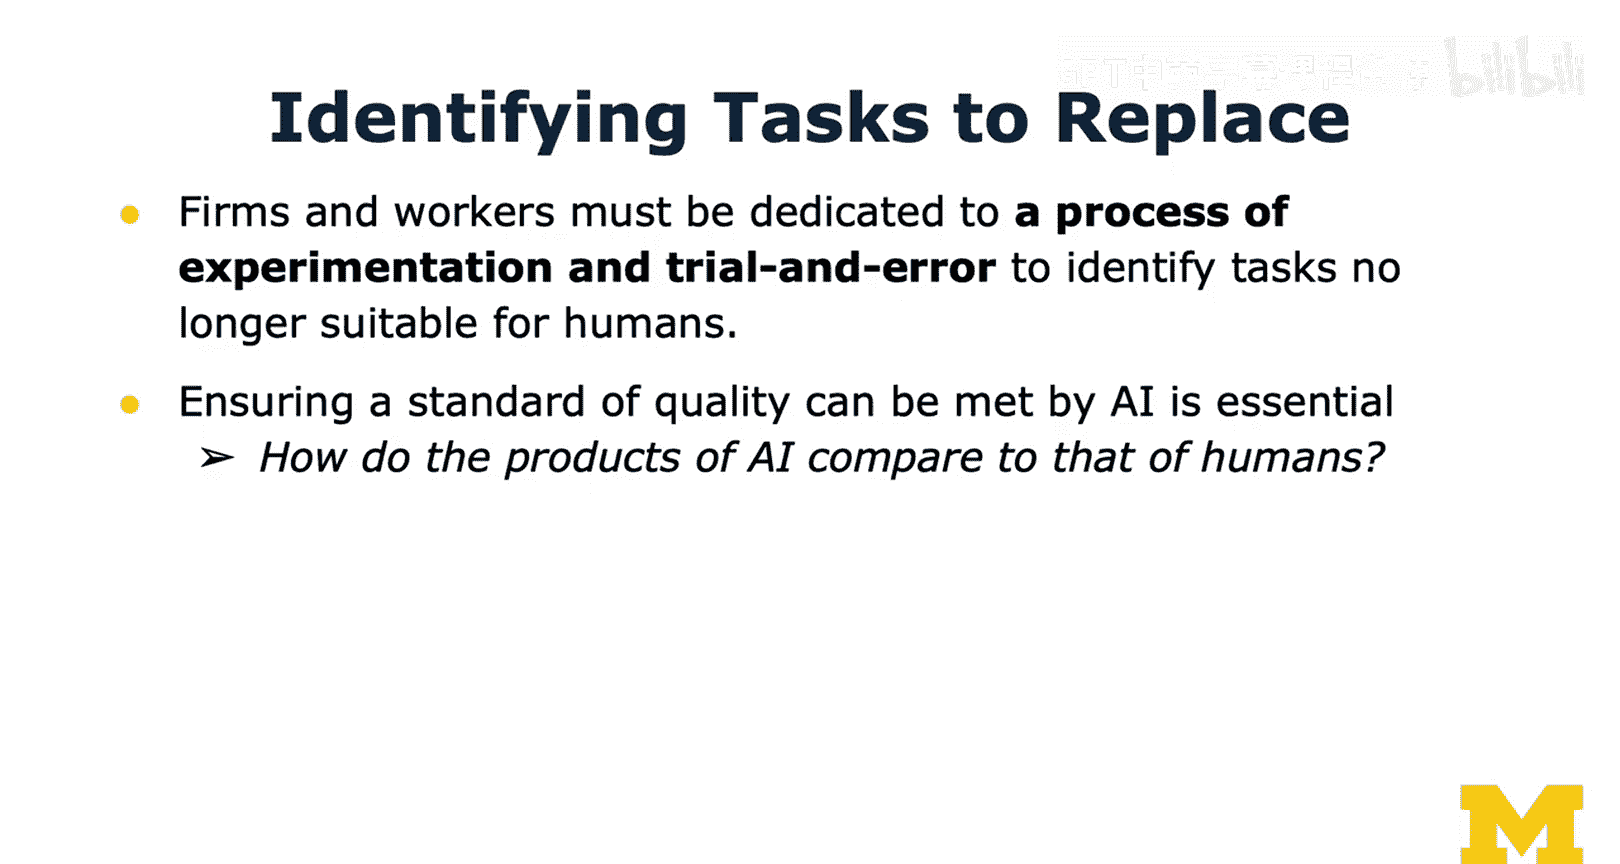 bilibili
Identifying Tasks to Replace
Firms and workers must be dedicated to a process of
experimentation and trial-and-error to identify tasks no
longer suitable for humans.
Ensuring a standard of quality can be met by AI is essential
How do the products of AI compare to that of humans?
M